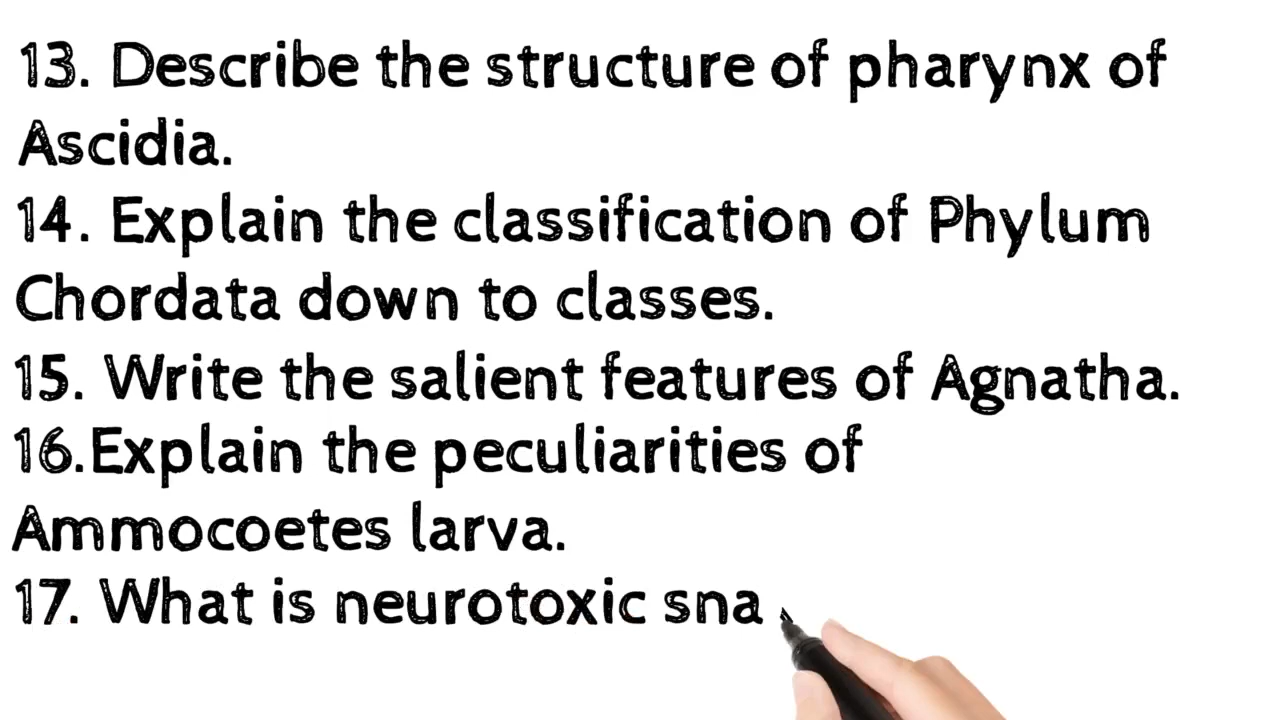 13. Describe the structure of pharynx of
Ascidia.
14. Explain the classification of Phylum
Chordata down to classes.
15. Write the salient features of Agnatha.
16.Explain the peculiarities of
Ammocoetes larva.
17. What is neurotoxic sna